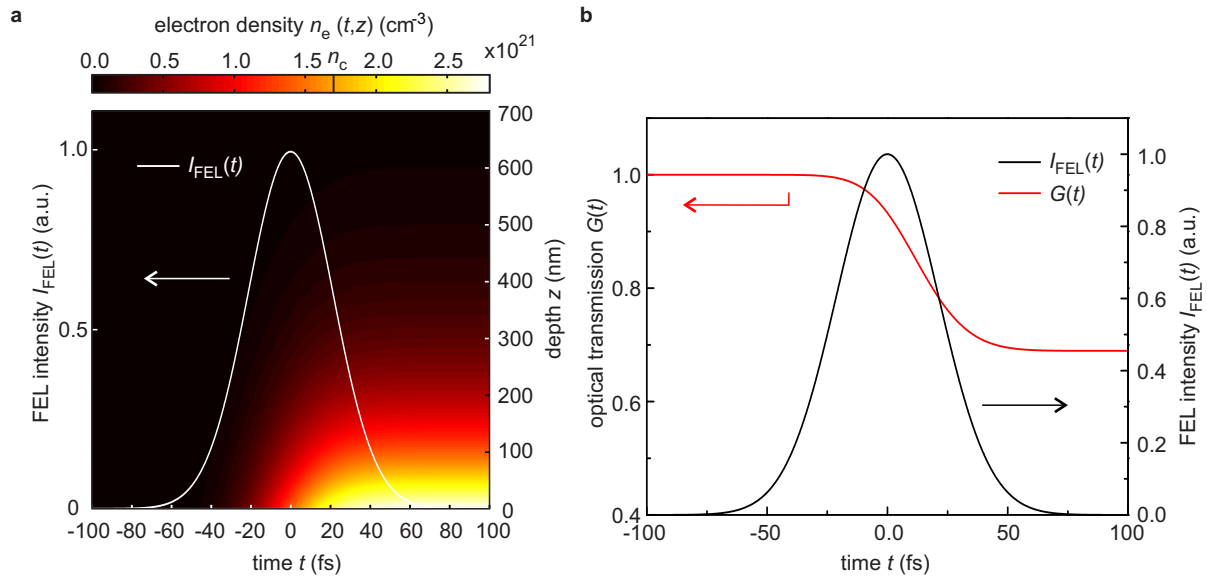 a
electron density nₑ (t,z) (cm⁻³)
0.0 0.5 1.0 1.5 n_c 2.0 2.5 x10²¹
I_FEL(t)
FEL intensity I_FEL(t) (a.u.)
1.0
0.5
0
depth z (nm)
700
600
500
400
300
200
100
0
-100 -80 -60 -40 -20 0 20 40 60 80 100
time t (fs)
b
I_FEL(t)
G(t)
optical transmission G(t)
1.0
0.8
0.6
0.4
FEL intensity I_FEL(t) (a.u.)
1.0
0.8
0.6
0.4
0.2
0.0
-100 -50 0.0 50 100
time t (fs)